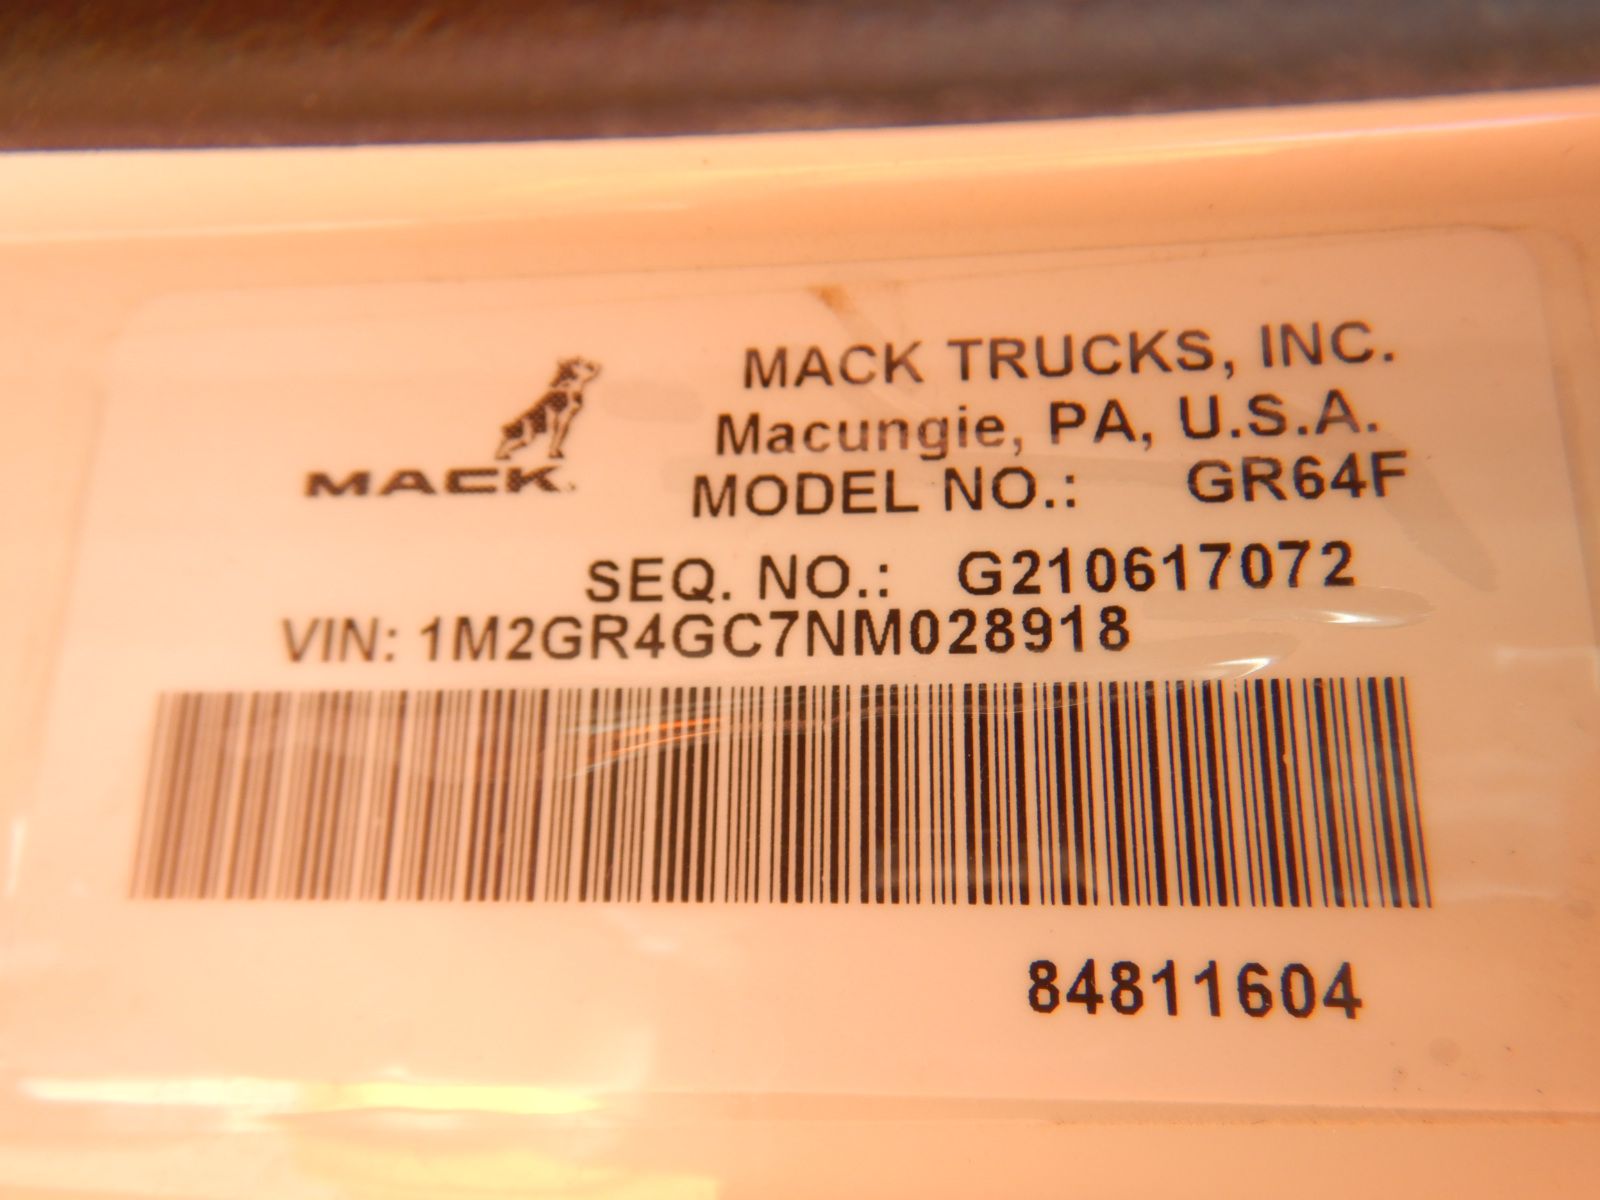 MACK
MACK TRUCKS, INC.
Macungie, PA, U.S.A.
MODEL NO.: GR64F
SEQ. NO.: G210617072
VIN: 1M2GR4GC7NM028918
84811604